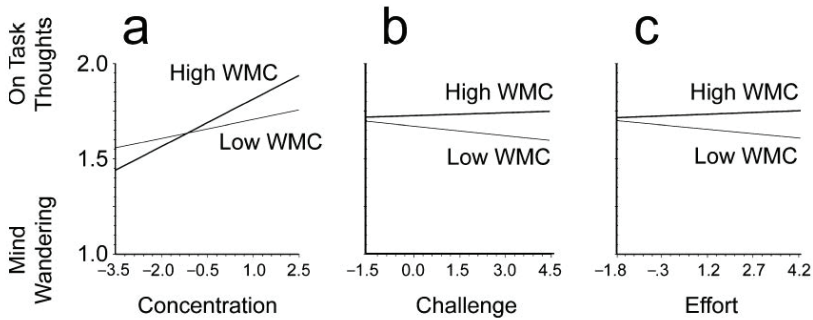 a
b
c
On Task
Thoughts
Mind
Wandering
2.0
1.5
1.0
High WMC
Low WMC
−3.5 −2.0 −0.5 1.0 2.5
Concentration
High WMC
Low WMC
−1.5 0.0 1.5 3.0 4.5
Challenge
High WMC
Low WMC
−1.8 −.3 1.2 2.7 4.2
Effort